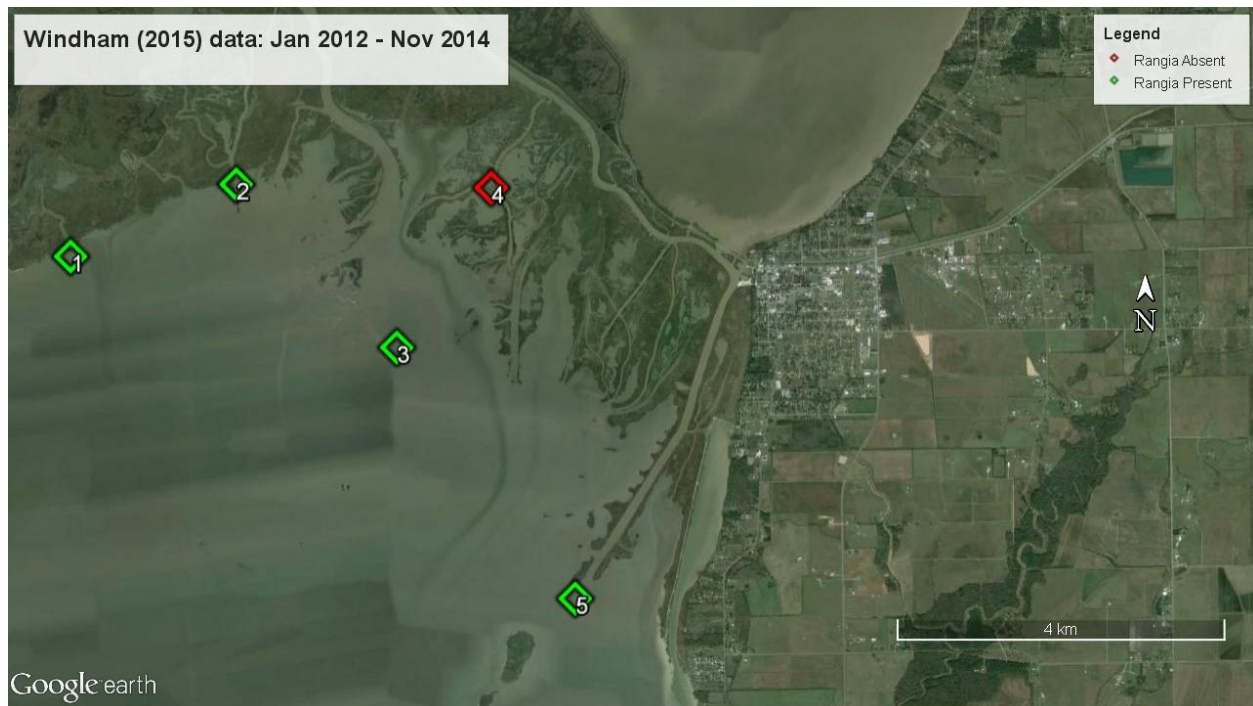 Windham (2015) data: Jan 2012 - Nov 2014
Legend
Rangia Absent
Rangia Present
2
4
1
N
3
5
4 km
Google earth